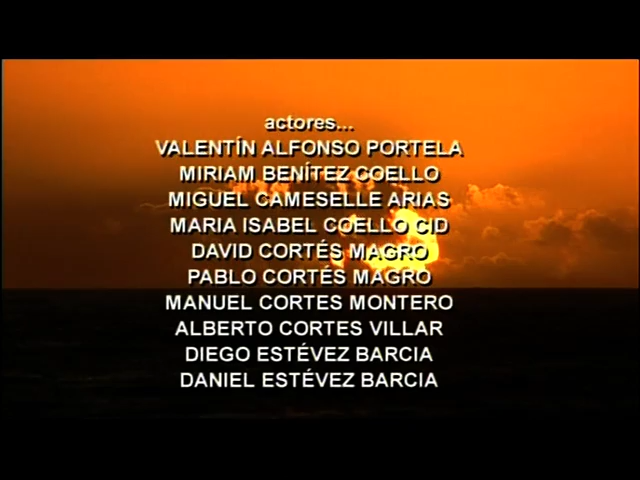 actores...
VALENTÍN ALFONSO PORTELA
MIRIAM BENÍTEZ COELLO
MIGUEL CAMESELLE ARIAS
MARIA ISABEL COELLO CID
DAVID CORTÉS MAGRO
PABLO CORTÉS MAGRO
MANUEL CORTES MONTERO
ALBERTO CORTES VILLAR
DIEGO ESTÉVEZ BARCIA
DANIEL ESTÉVEZ BARCIA